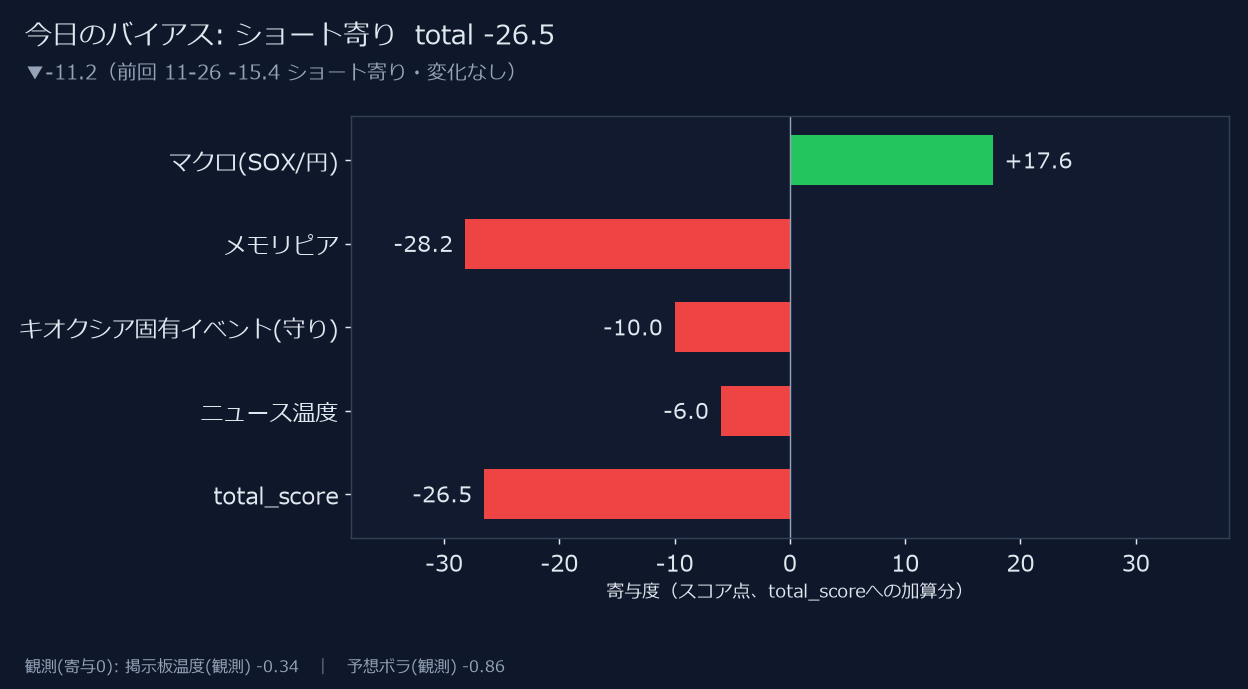 今日のバイアス: ショート寄り  total -26.5
▼-11.2（前回 11-26 -15.4 ショート寄り・変化なし）
マクロ(SOX/円)
+17.6
メモリピア
-28.2
キオクシア固有イベント(守り)
-10.0
ニュース温度
-6.0
total_score
-26.5
-30 -20 -10 0 10 20 30
寄与度（スコア点、total_scoreへの加算分）
観測(寄与0): 掲示板温度(観測) -0.34 ｜ 予想ボラ(観測) -0.86